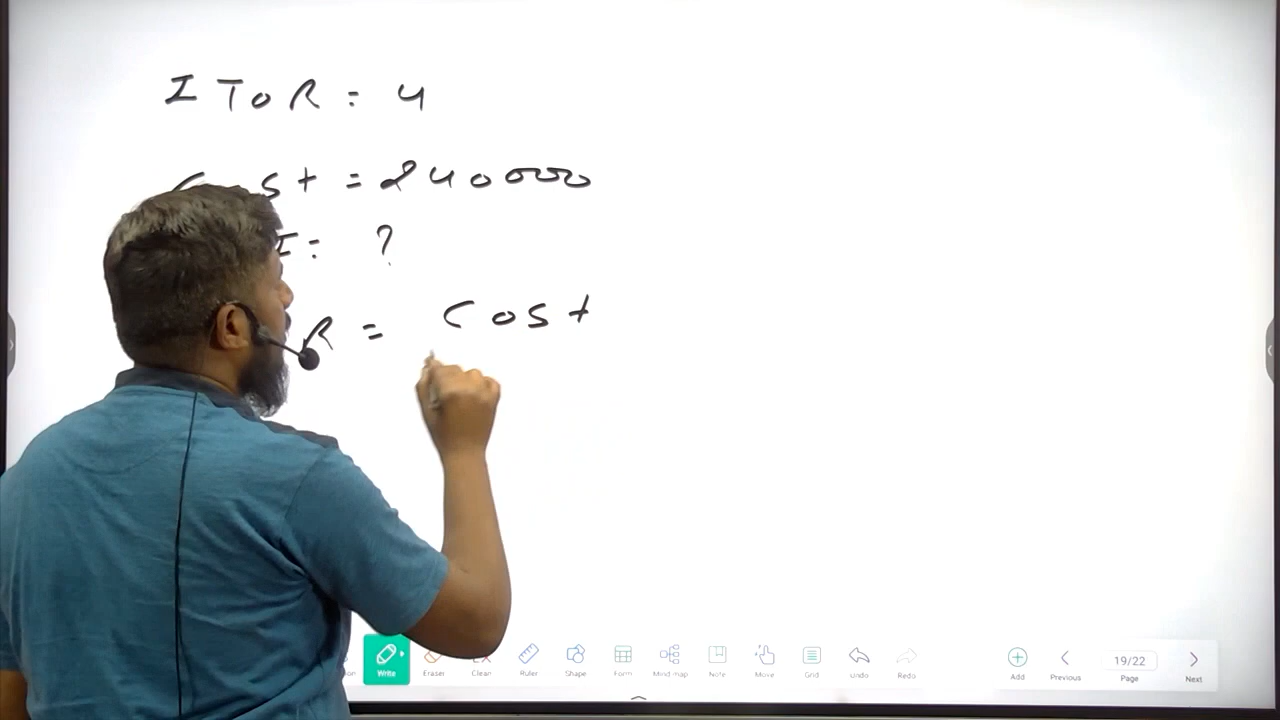 ITOR = 4
Cost = 240000
I = ?
R = Cost
Write
Eraser
Clean
Ruler
Shape
Form
Mind map
Note
Move
Grid
Undo
Redo
Add
Previous
19/22
Page
Next